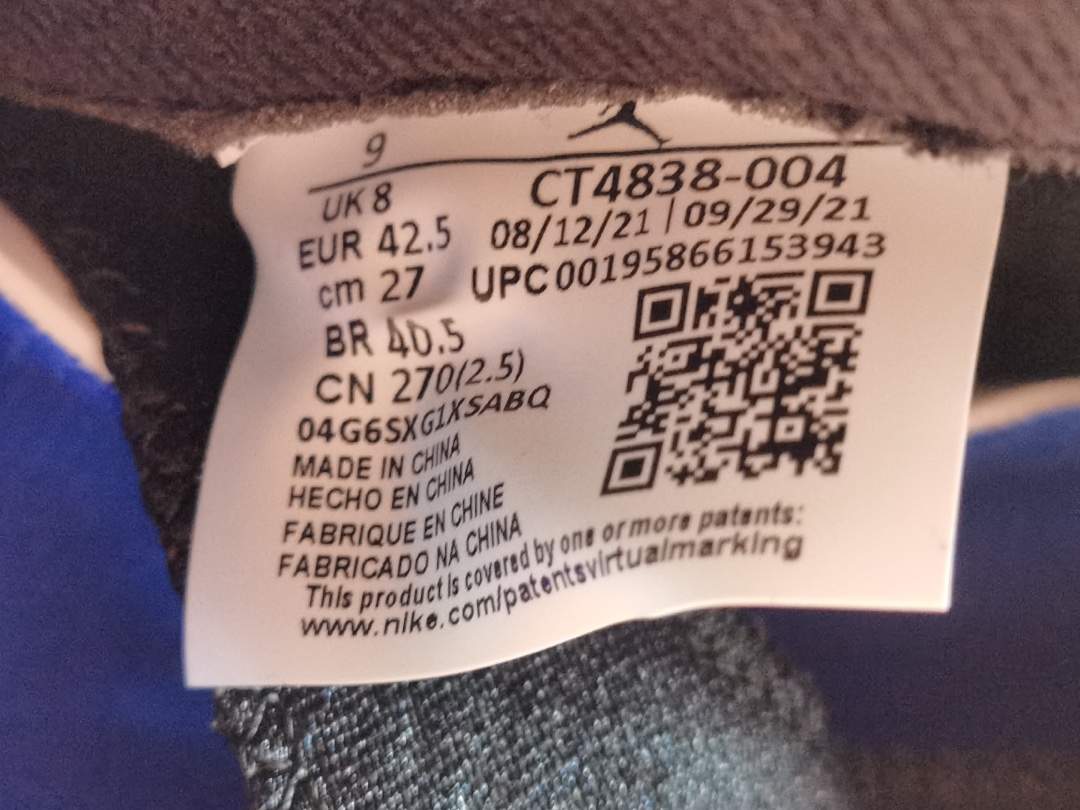 9
UK 8
CT4838-004
EUR 42.5
08/12/21 | 09/29/21
cm 27
UPC 00195866153943
BR 40.5
CN 270(2.5)
04G6SXG1XSABQ
MADE IN CHINA
HECHO EN CHINA
FABRIQUE EN CHINE
FABRICADO NA CHINA
This product is covered by one or more patents:
www.nike.com/patentsvirtualmarking